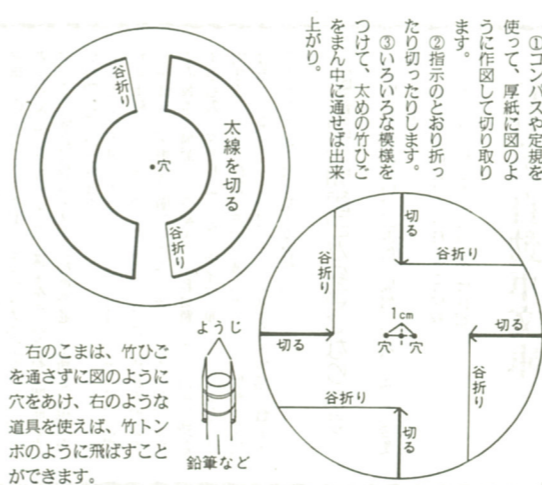 ①コンパスや定規を
使って、厚紙に図のよ
うに作図して切り取り
ます。
②指示のとおり折っ
たり切ったりします。
③いろいろな模様を
つけて、太めの竹ひご
をまん中に通せば出来
上がり。
谷折り
太線を切る
穴
谷折り
切る
谷折り
谷折り
1cm
穴
穴
切る
切る
谷折り
谷折り
切る
ようじ
鉛筆など
右のこまは、竹ひご
を通さずに図のように
穴をあけ、右のような
道具を使えば、竹トン
ボのように飛ばすこと
ができます。